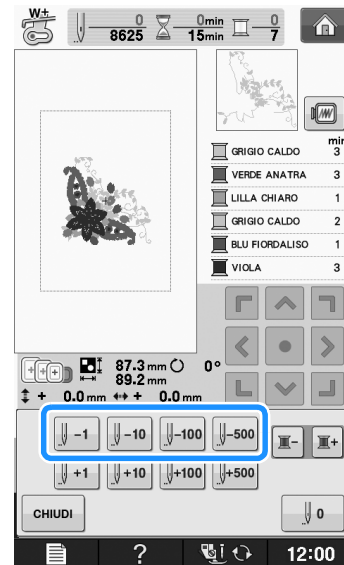 W+
0
8625
0min
15min
0
7
min
GRIGIO CALDO 3
VERDE ANATRA 3
LILLA CHIARO 1
GRIGIO CALDO 2
BLU FIORDALISO 1
VIOLA 3
87.3 mm 0°
89.2 mm
+ 0.0 mm + 0.0 mm
-1 -10 -100 -500 - +
+1 +10 +100 +500
CHIUDI 0
? 12:00